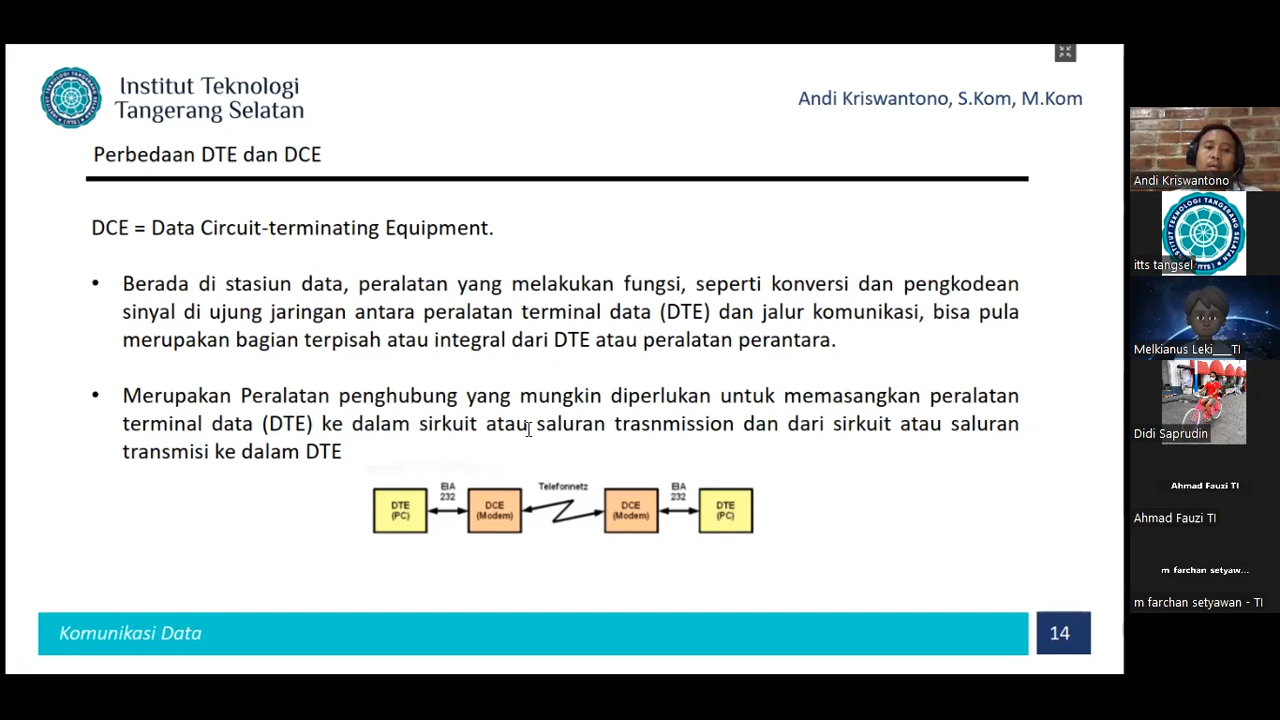 Institut Teknologi
Tangerang Selatan
Andi Kriswantono, S.Kom, M.Kom
Perbedaan DTE dan DCE
DCE = Data Circuit-terminating Equipment.
• Berada di stasiun data, peralatan yang melakukan fungsi, seperti konversi dan pengkodean
sinyal di ujung jaringan antara peralatan terminal data (DTE) dan jalur komunikasi, bisa pula
merupakan bagian terpisah atau integral dari DTE atau peralatan perantara.
• Merupakan Peralatan penghubung yang mungkin diperlukan untuk memasangkan peralatan
terminal data (DTE) ke dalam sirkuit atau saluran trasnmission dan dari sirkuit atau saluran
transmisi ke dalam DTE
DTE
(PC)
EIA
232
DCE
(Modem)
Telefonnetz
DCE
(Modem)
EIA
232
DTE
(PC)
Komunikasi Data
14
Andi Kriswantono
itts tangsel
Melkianus Leki___TI
Didi Saprudin
Ahmad Fauzi TI
Ahmad Fauzi TI
m farchan setyaw...
m farchan setyawan - TI